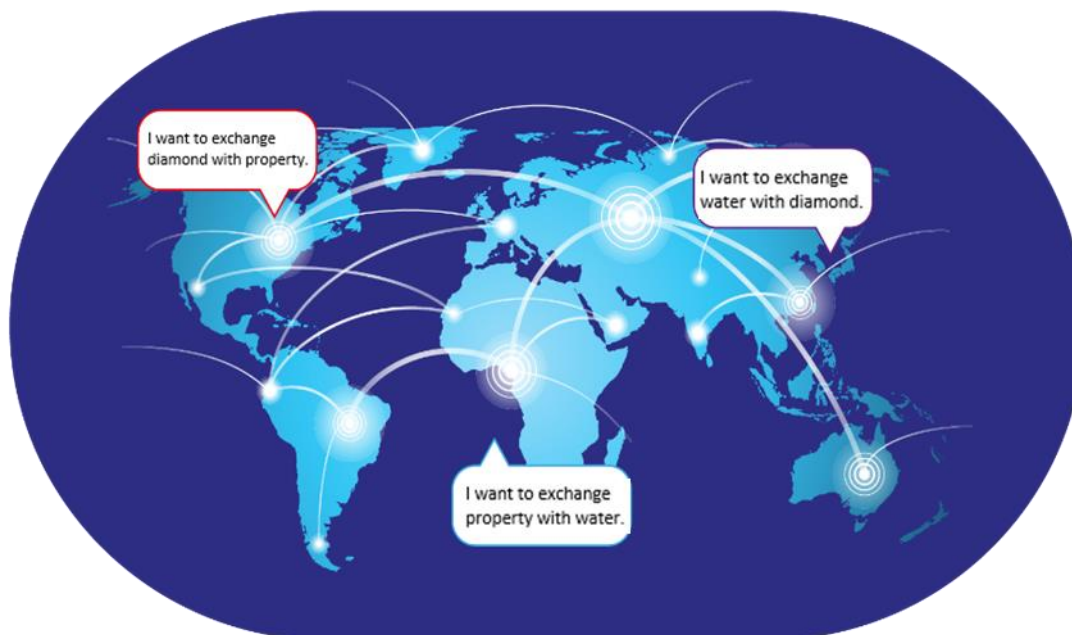 I want to exchange
diamond with property.
I want to exchange
water with diamond.
I want to exchange
property with water.